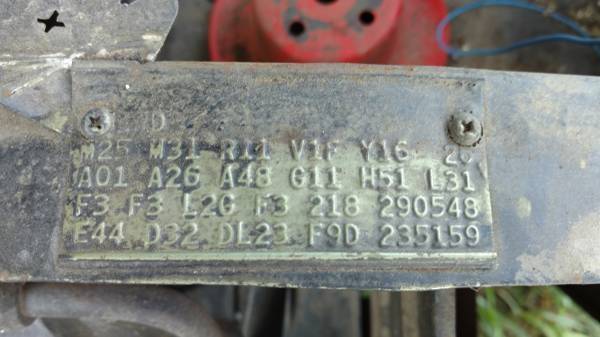 D
M25 M31 R11 V1F Y16 26
A01 A26 A48 G11 H51 L31
F3 F3 L2G F3 218 290548
E44 D32 DL23 F9D 235159